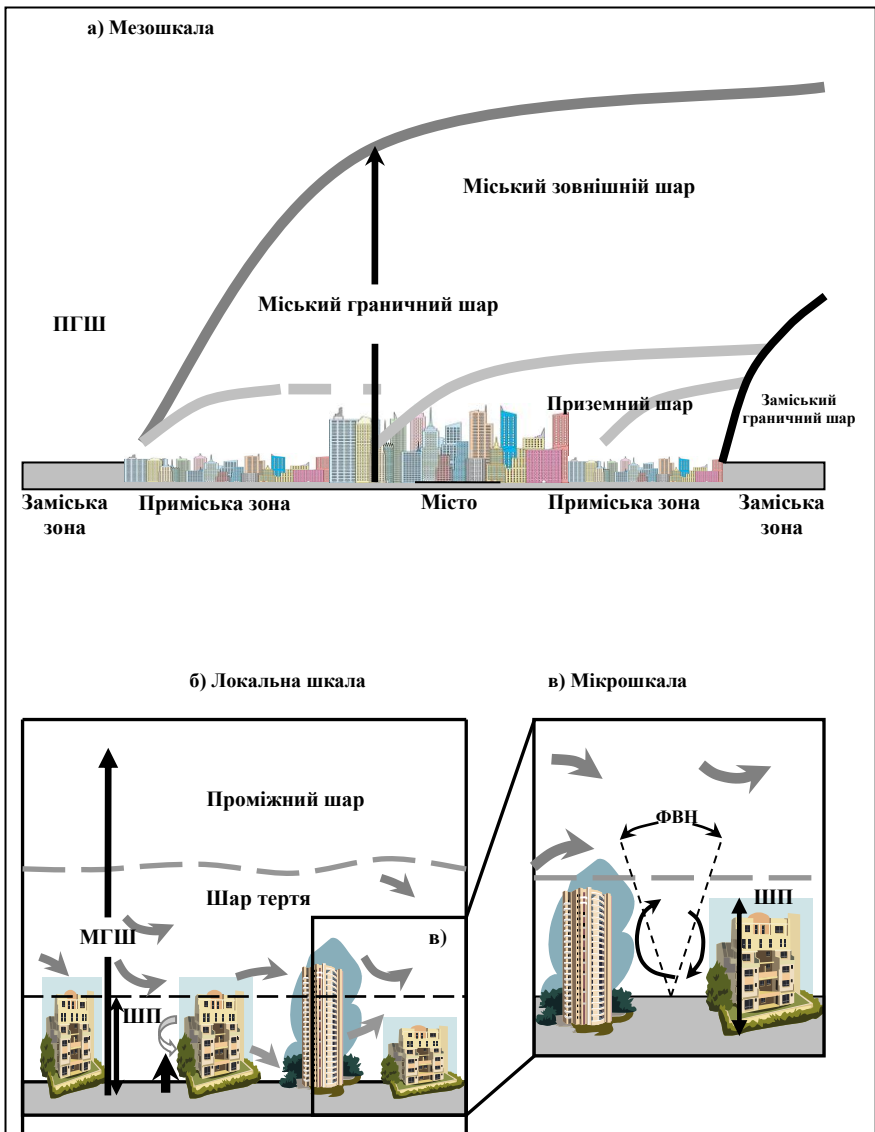 а) Мезошкала
Міський зовнішній шар
Міський граничний шар
ПГШ
Приземний шар
Заміський
граничний шар
Заміська
зона
Приміська зона
Місто
Приміська зона
Заміська
зона
б) Локальна шкала
Проміжний шар
Шар тертя
МГШ
в)
ШП
в) Мікрошкала
ФВН
ШП